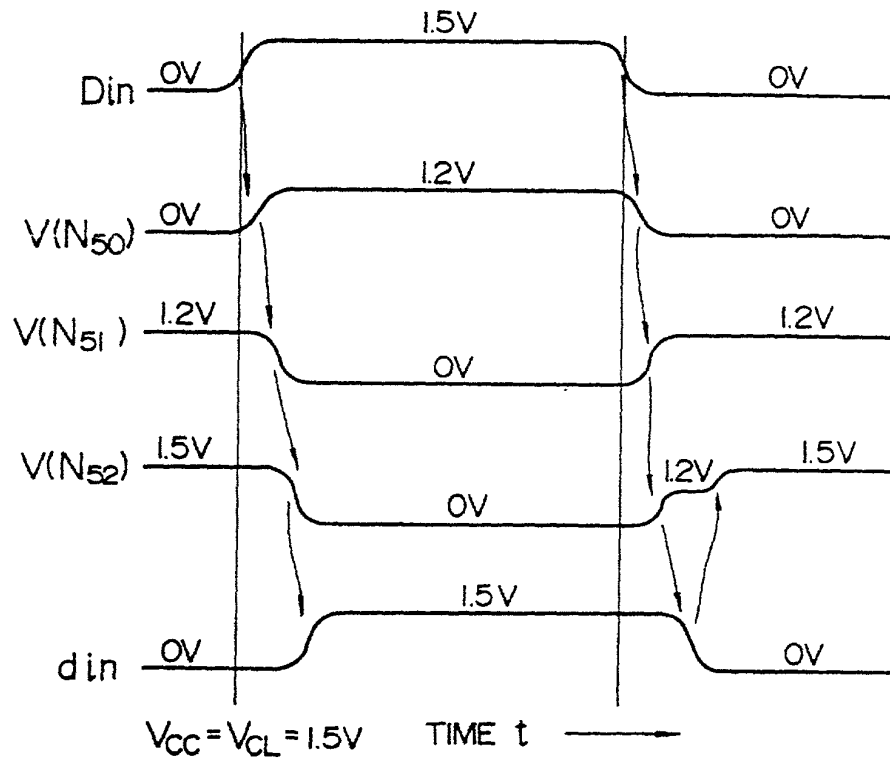 1.5V
Din 0V 0V
1.2V
V(N50) 0V 0V
V(N51) 1.2V 0V 1.2V
V(N52) 1.5V 0V 1.2V 1.5V
1.5V
din 0V 0V
VCC = VCL = 1.5V TIME t